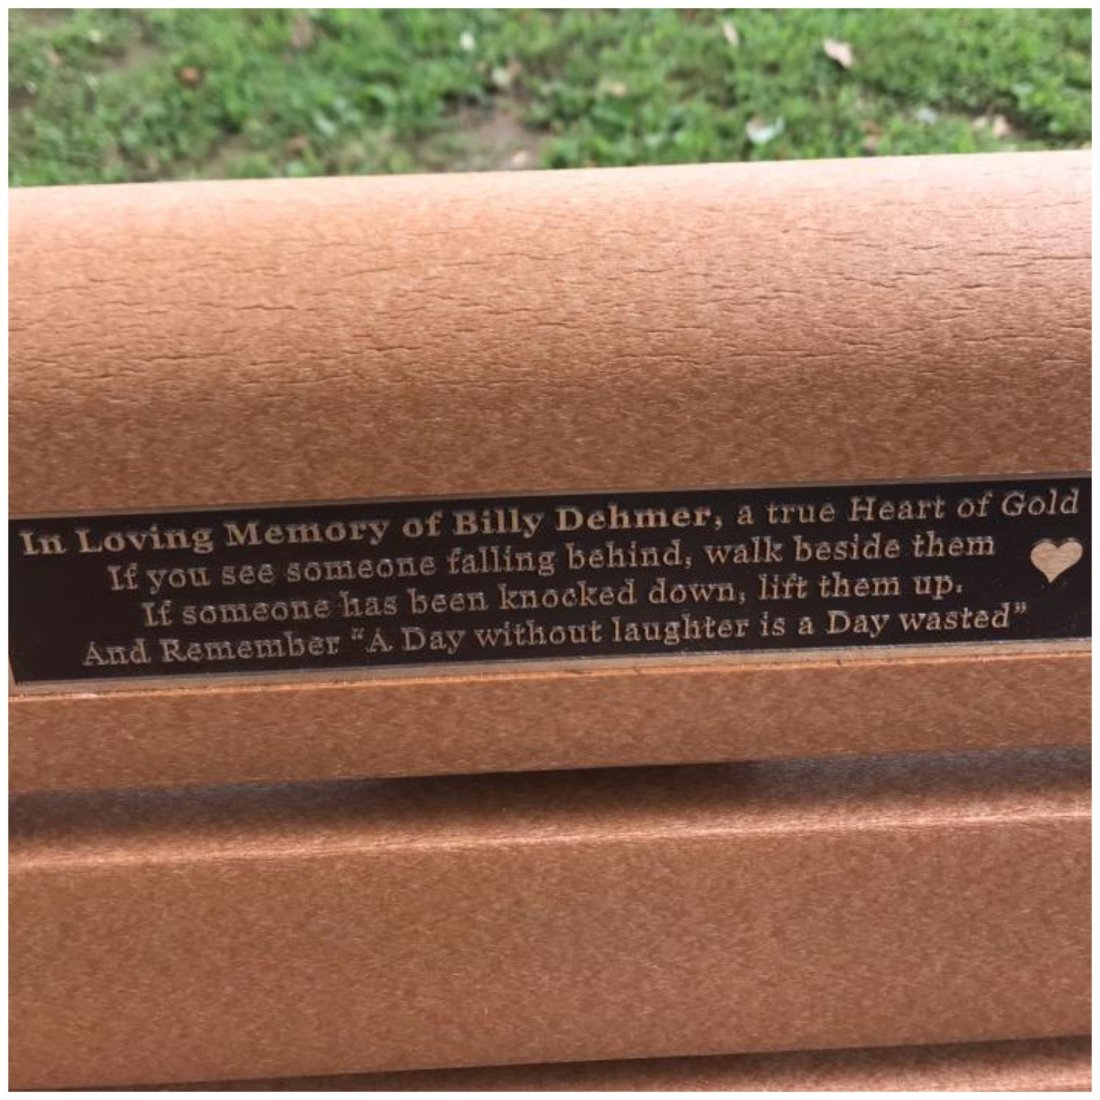 In Loving Memory of Billy Dehmer, a true Heart of Gold
If you see someone falling behind, walk beside them
If someone has been knocked down, lift them up.
And Remember “A Day without laughter is a Day wasted”